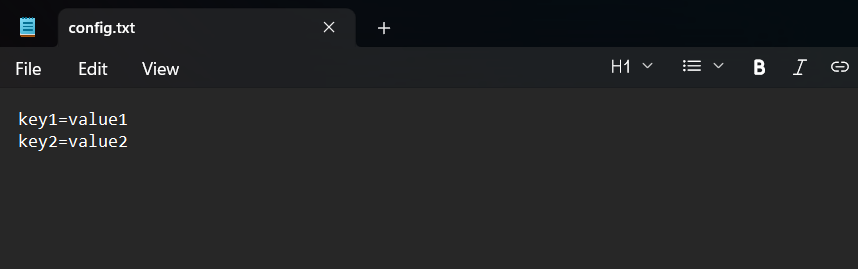 config.txt
File Edit View H1 B I
key1=value1
key2=value2